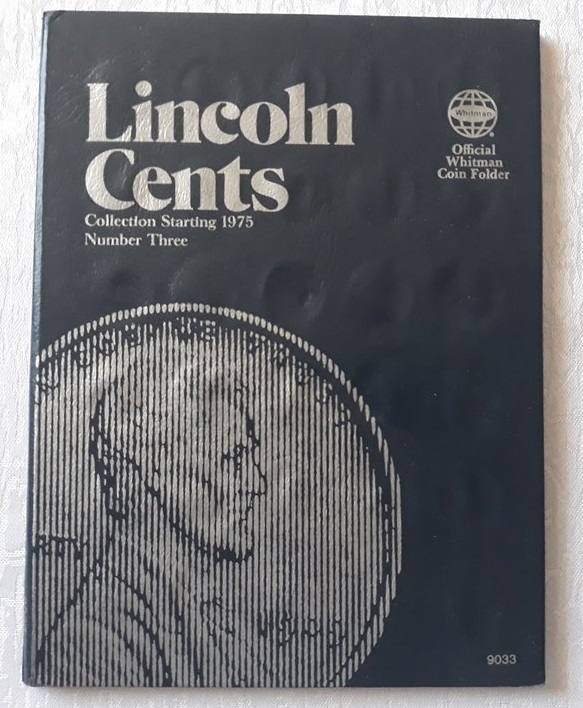 Lincoln
Cents
Collection Starting 1975
Number Three
Whitman
®
Official
Whitman
Coin Folder
9033